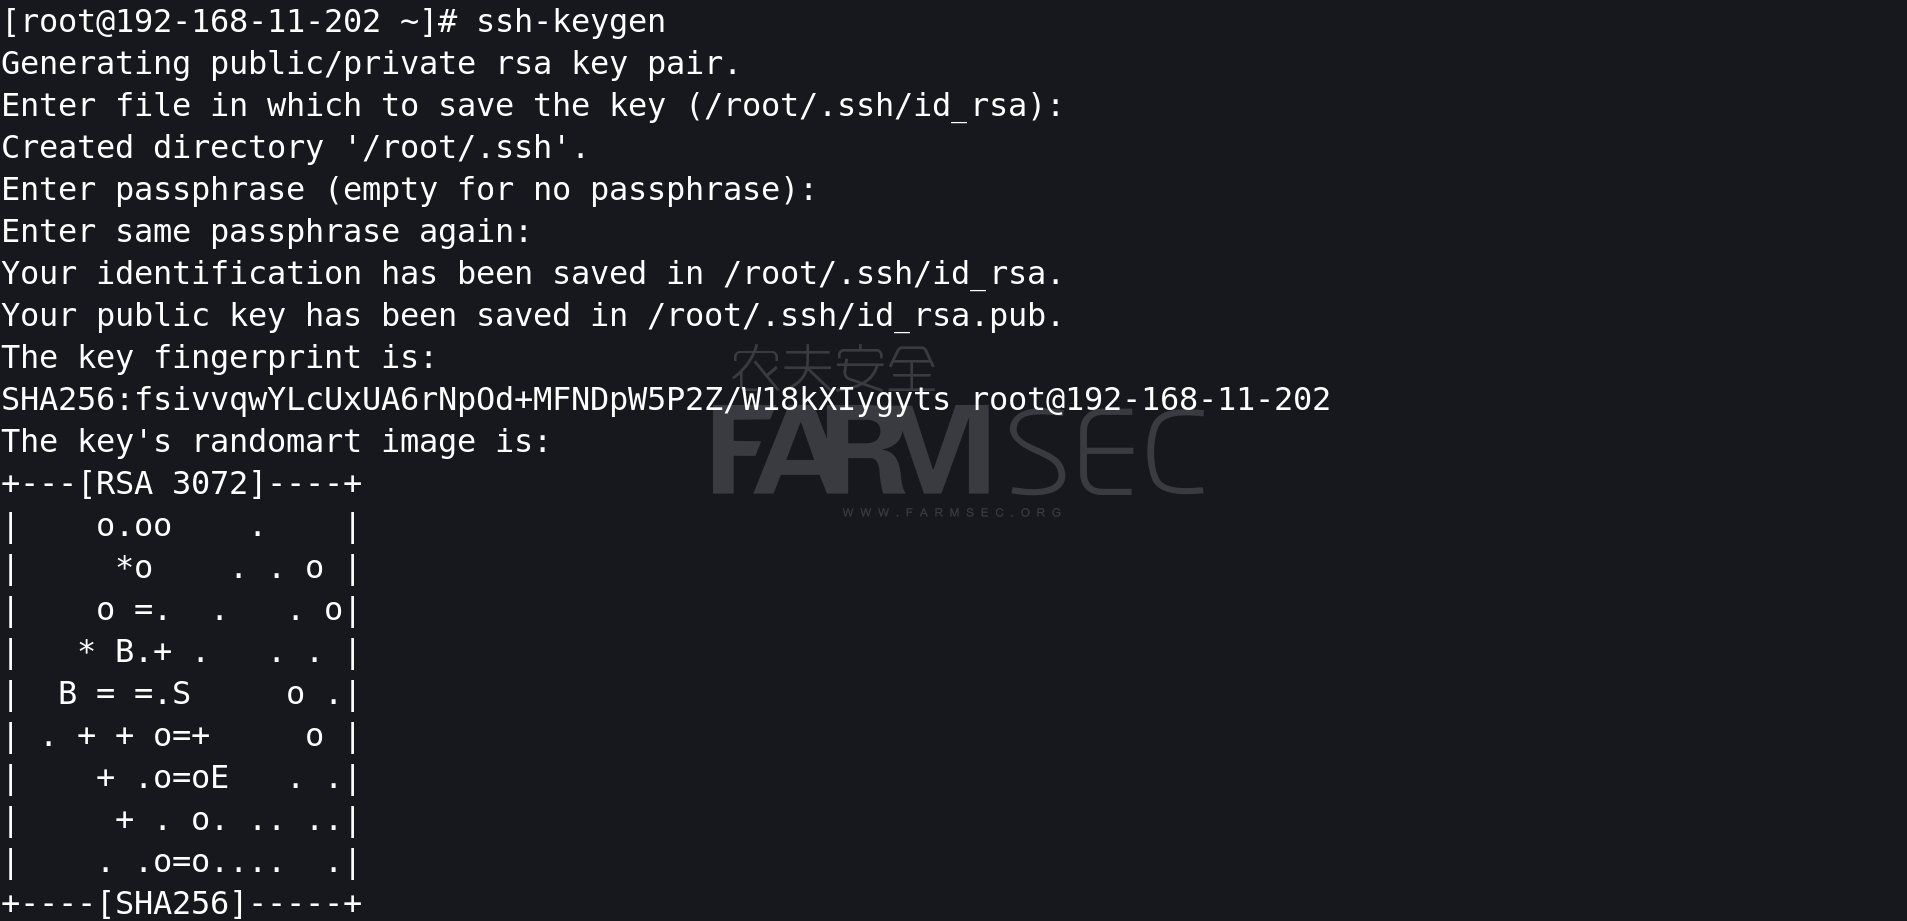 [root@192-168-11-202 ~]# ssh-keygen
Generating public/private rsa key pair.
Enter file in which to save the key (/root/.ssh/id_rsa):
Created directory '/root/.ssh'.
Enter passphrase (empty for no passphrase):
Enter same passphrase again:
Your identification has been saved in /root/.ssh/id_rsa.
Your public key has been saved in /root/.ssh/id_rsa.pub.
The key fingerprint is:
农夫安全
SHA256:fsivvqwYLcUxUA6rNpOd+MFNDpW5P2Z/W18kXIygyts root@192-168-11-202
The key's randomart image is:
FARMSEC
+---[RSA 3072]----+
WWW.FARMSEC.ORG
|    o.oo    .    |
|     *o    . . o |
|    o =.  .   . o|
|   * B.+ .   . . |
|  B = =.S     o .|
| . + + o=+     o |
|    + .o=oE   . .|
|     + . o. .. ..|
|    . .o=o....  .|
+----[SHA256]-----+